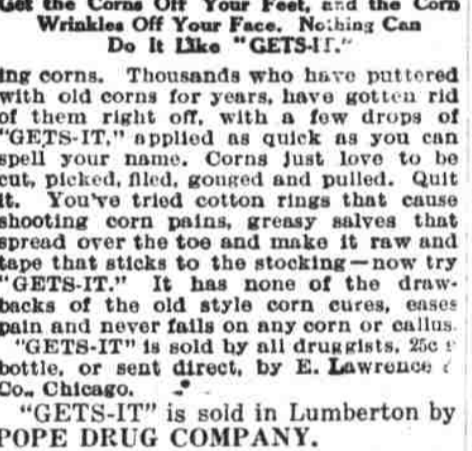 Get the Corns Off Your Feet, and the Corn
Wrinkles Off Your Face. Nothing Can
Do It Like "GETS-IT."
ing corns. Thousands who have puttered
with old corns for years, have gotten rid
of them right off, with a few drops of
"GETS-IT," applied as quick as you can
spell your name. Corns just love to be
cut, picked, filed, gouged and pulled. Quit
it. You've tried cotton rings that cause
shooting corn pains, greasy salves that
spread over the toe and make it raw and
tape that sticks to the stocking—now try
"GETS-IT." It has none of the draw-
backs of the old style corn cures, eases
pain and never fails on any corn or callus.
"GETS-IT" is sold by all druggists, 25c
bottle, or sent direct, by E. Lawrence
Co., Chicago.
"GETS-IT" is sold in Lumberton by
POPE DRUG COMPANY.